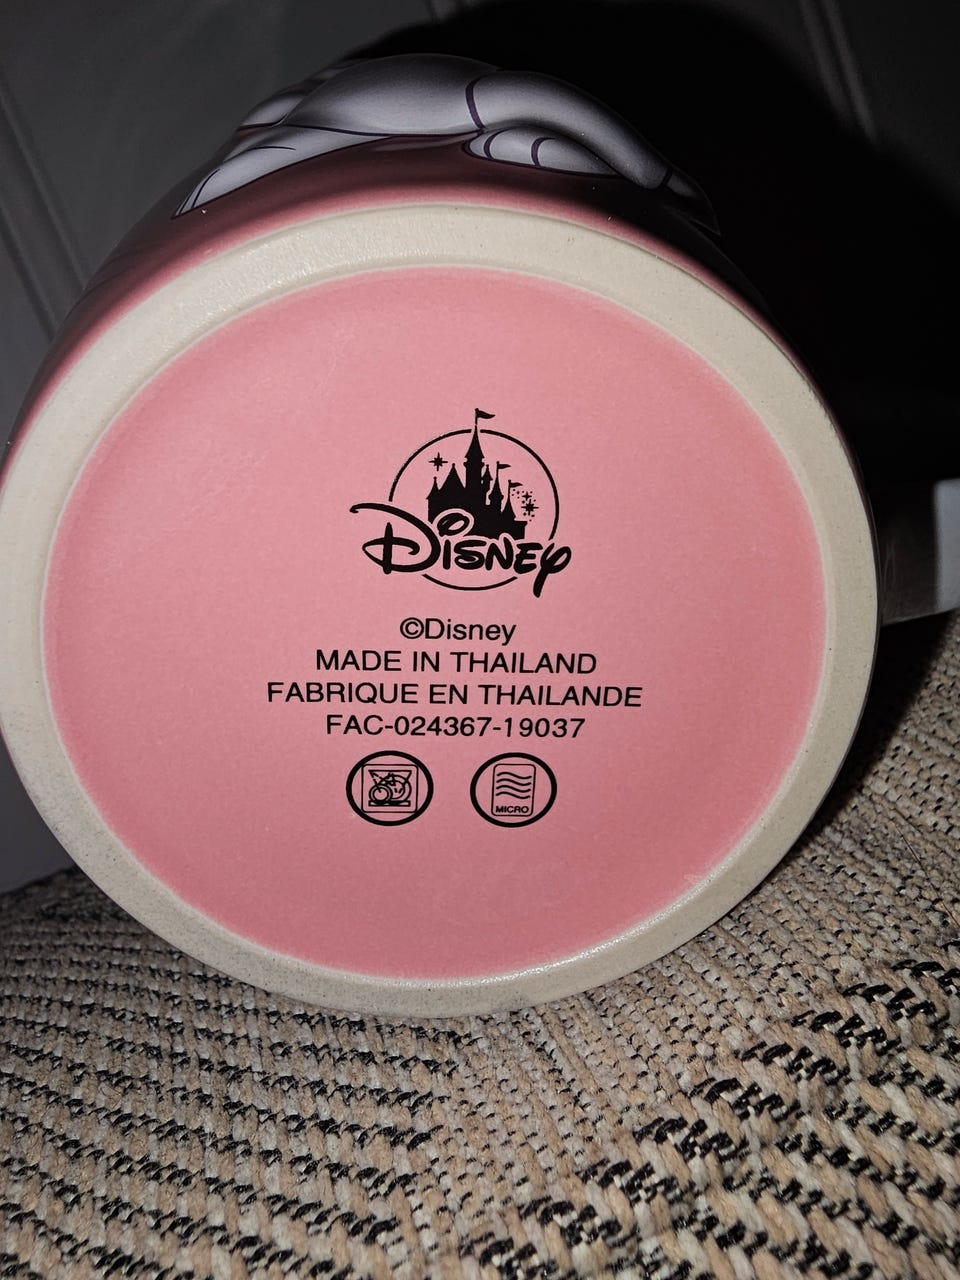 Disney
©Disney
MADE IN THAILAND
FABRIQUE EN THAILANDE
FAC-024367-19037
MICRO